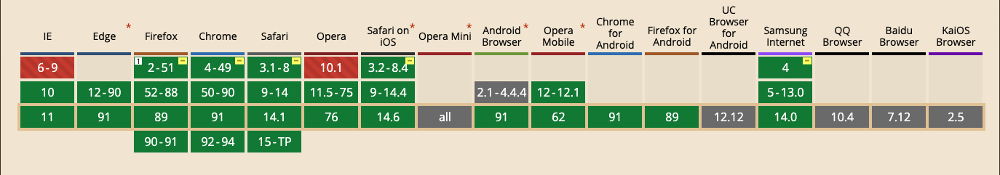 IE Edge * Firefox Chrome Safari Opera Safari on iOS * Opera Mini * Android Browser * Opera Mobile * Chrome for Android Firefox for Android UC Browser for Android Samsung Internet QQ Browser Baidu Browser KaiOS Browser
6-9 1 2-51 4-49 3.1-8 10.1 3.2-8.4 4
10 12-90 52-88 50-90 9-14 11.5-75 9-14.4 2.1-4.4.4 12-12.1 5-13.0
11 91 89 91 14.1 76 14.6 all 91 62 91 89 12.12 14.0 10.4 7.12 2.5
90-91 92-94 15-TP